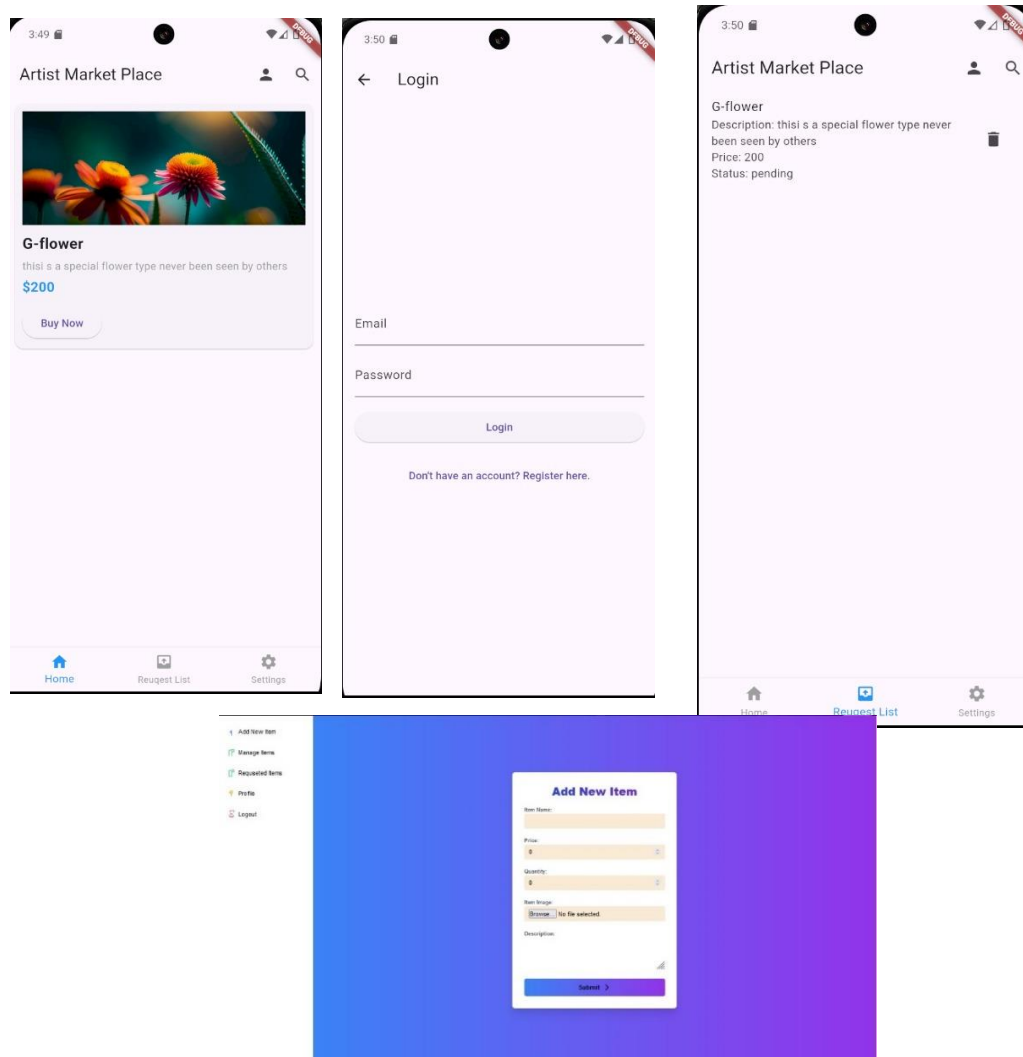 3:49
DEBUG
Artist Market Place
G-flower
thisi s a special flower type never been seen by others
$200
Buy Now
Home
Reuqest List
Settings
3:50
DEBUG
Login
Email
Password
Login
Don't have an account? Register here.
3:50
DEBUG
Artist Market Place
G-flower
Description: thisi s a special flower type never
been seen by others
Price: 200
Status: pending
Home
Reuqest List
Settings
Add New Item
Manage Items
Requseted Items
Profile
Logout
Add New Item
Item Name:
Price:
0
Quantity:
0
Item Image:
Browse... No file selected.
Description:
Submit